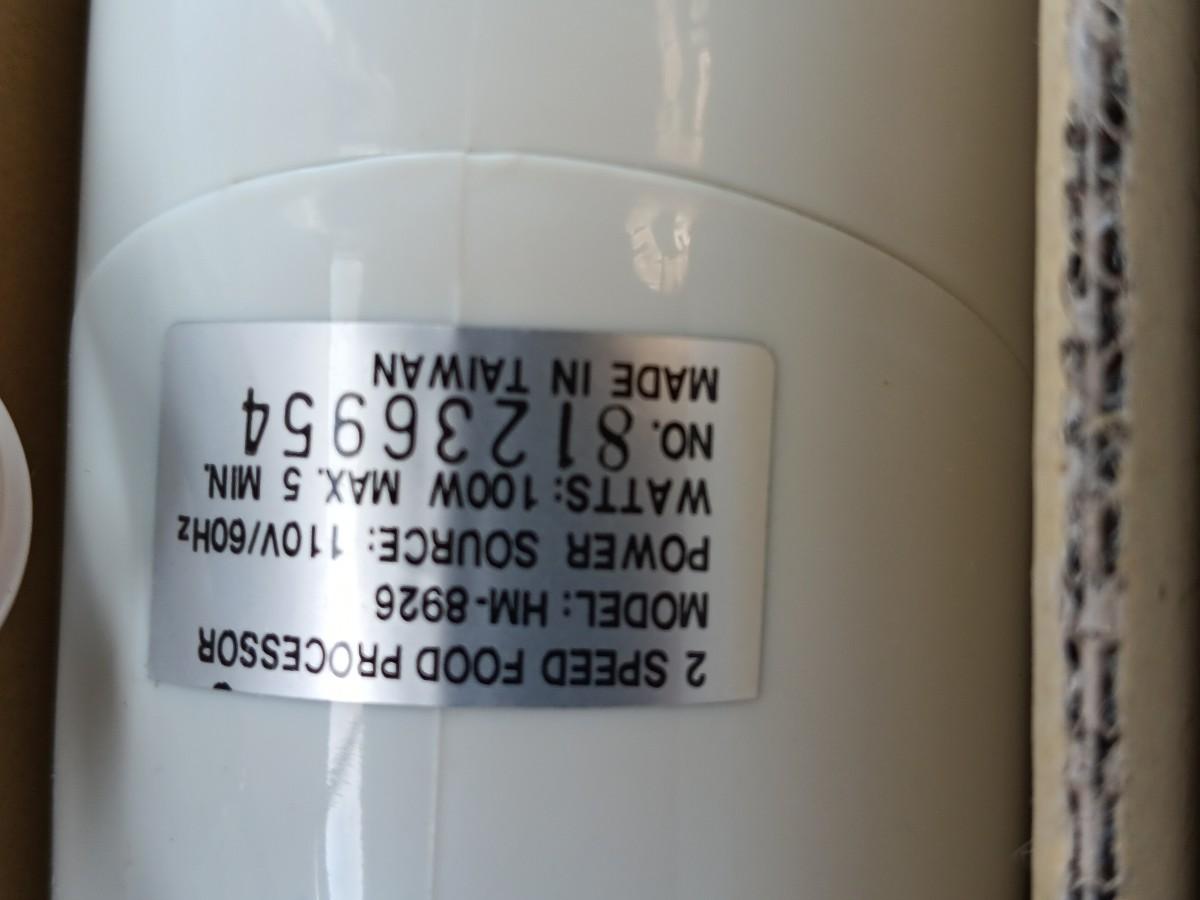 2 SPEED FOOD PROCESSOR
MODEL: HM-8926
POWER SOURCE: 110V/60Hz
WATTS: 100W MAX. 5 MIN.
NO. 81236954
MADE IN TAIWAN